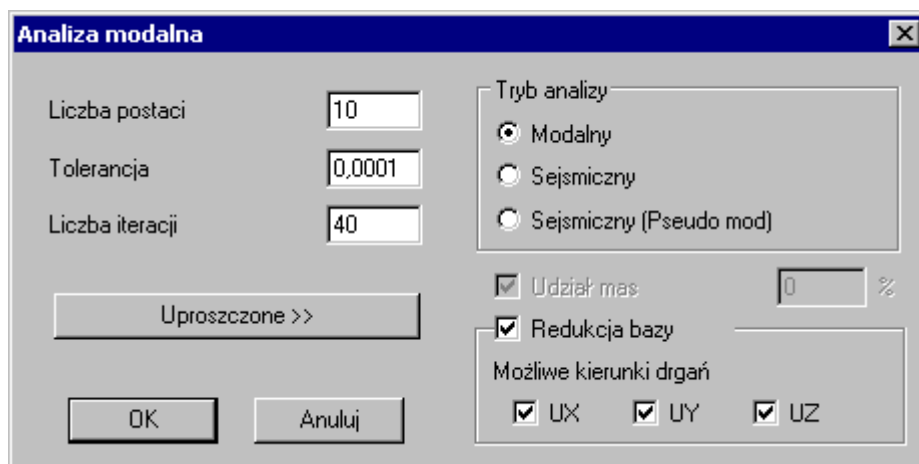 Analiza modalna
Liczba postaci 10
Tolerancja 0,0001
Liczba iteracji 40
Uproszczone >>
OK Anuluj
Tryb analizy
Modalny
Sejsmiczny
Sejsmiczny (Pseudo mod)
Udział mas 0 %
Redukcja bazy
Możliwe kierunki drgań
UX UY UZ